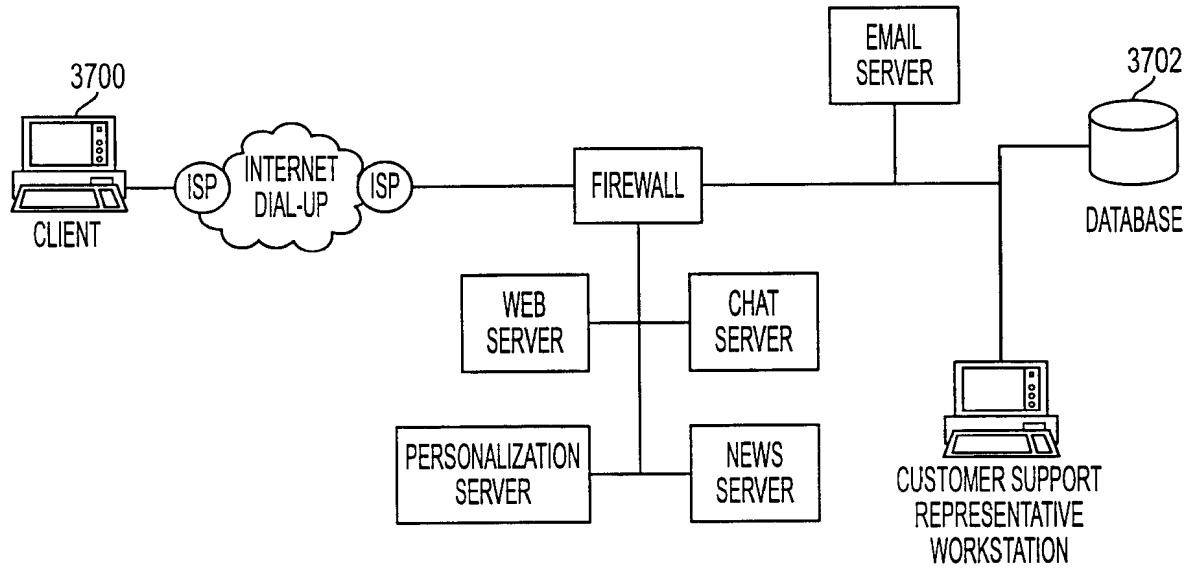 EMAIL
SERVER
3700
3702
ISP
INTERNET
DIAL-UP
ISP
FIREWALL
CLIENT
DATABASE
WEB
SERVER
CHAT
SERVER
PERSONALIZATION
SERVER
NEWS
SERVER
CUSTOMER SUPPORT
REPRESENTATIVE
WORKSTATION